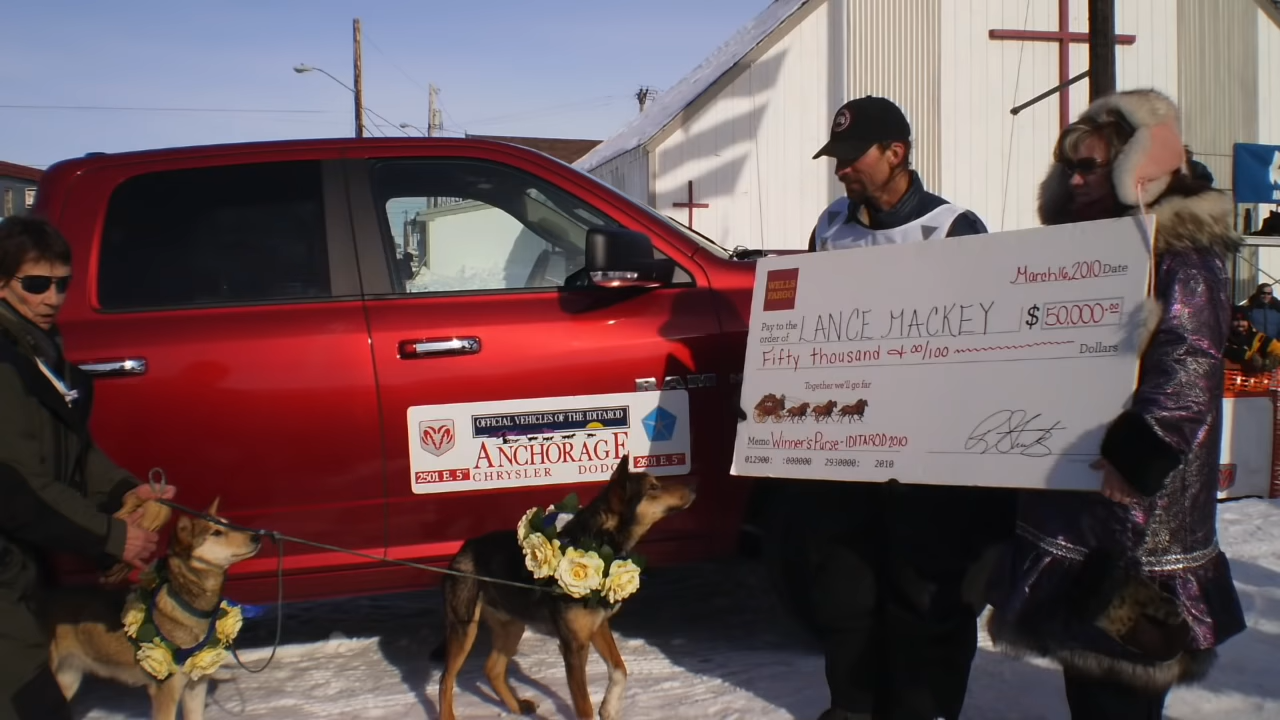 WELLS
FARGO
March 16, 2010 Date
Pay to the
order of LANCE MACKEY $ 50,000.00
Fifty thousand & 00/100 Dollars
Together we'll go far
Memo Winner's Purse - IDITAROD 2010
012900: :000000 2930000: 2010
RAM
OFFICIAL VEHICLES OF THE IDITAROD
ANCHORAGE
2501 E. 5TH CHRYSLER DODGE 2601 E. 5TH